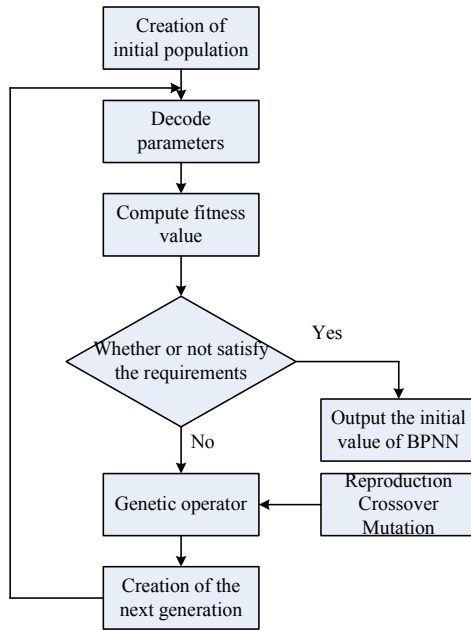 Creation of
initial population
Decode
parameters
Compute fitness
value
Whether or not satisfy
the requirements
Yes
Output the initial
value of BPNN
No
Genetic operator
Reproduction
Crossover
Mutation
Creation of the
next generation